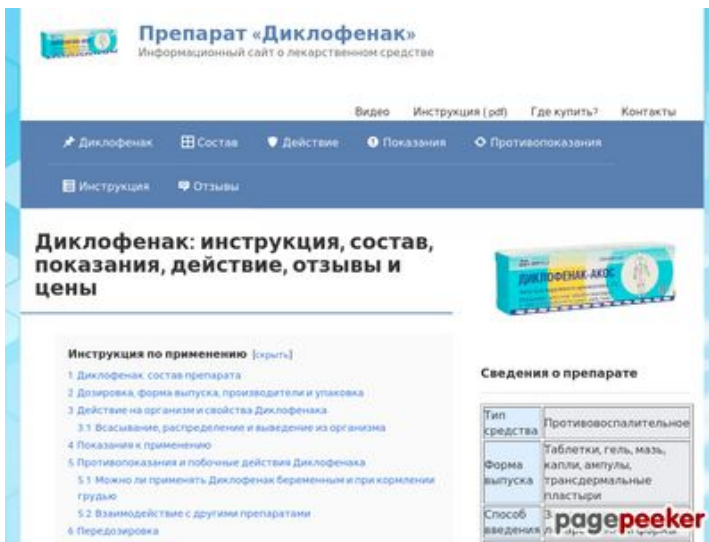 Препарат «Диклофенак»
Информационный сайт о лекарственном средстве
Видео Инструкция (pdf) Где купить? Контакты
Диклофенак Состав Действие Показания Противопоказания
Инструкция Отзывы
Диклофенак: инструкция, состав,
показания, действие, отзывы и
цены
ДИКЛОФЕНАК-АКОС
Инструкция по применению [скрыть]
1 Диклофенак: состав препарата
2 Дозировка, форма выпуска, производители и упаковка
3 Действие на организм и свойства Диклофенака
3.1 Всасывание, распределение и выведение из организма
4 Показания к применению
5 Противопоказания и побочные действия Диклофенака
5.1 Можно ли применять Диклофенак беременным и при кормлении
грудью
5.2 Взаимодействие с другими препаратами
6 Передозировка
Сведения о препарате
Тип
средства
Противовоспалительное
Форма
выпуска
Таблетки, гель, мазь,
капли, ампулы,
трансдермальные
пластыри
Способ
введения
pagepeeker